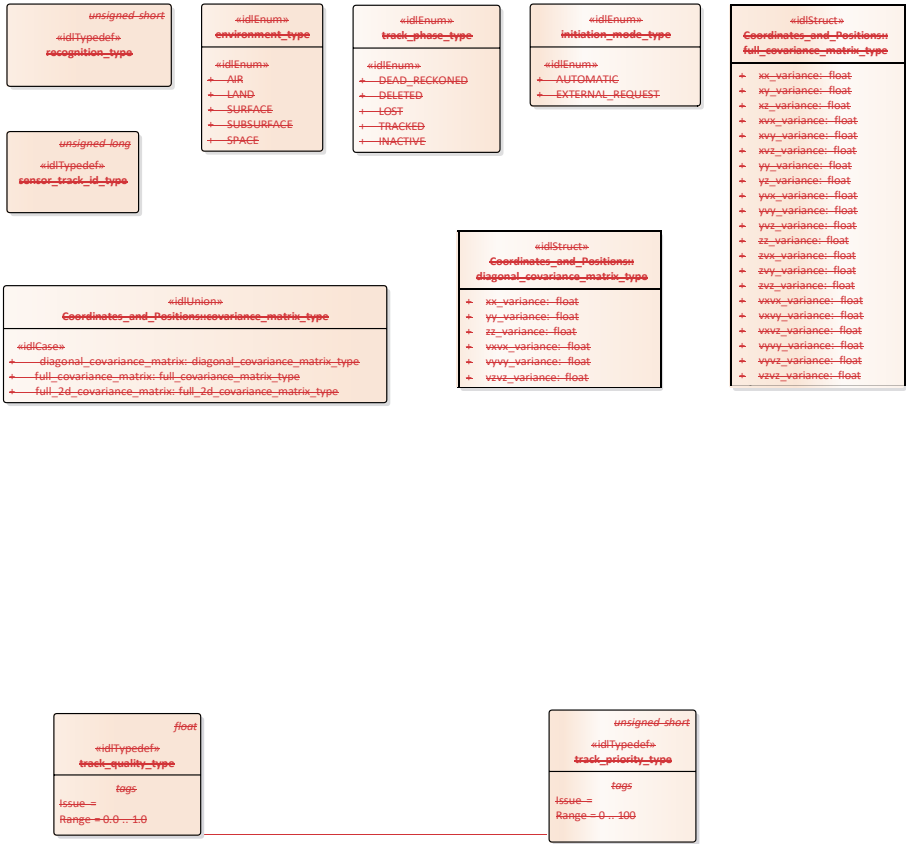 unsigned short
«idlTypedef»
recognition_type
«idlEnum»
environment_type
«idlEnum»
+ AIR
+ LAND
+ SURFACE
+ SUBSURFACE
+ SPACE
«idlEnum»
track_phase_type
«idlEnum»
+ DEAD_RECKONED
+ DELETED
+ LOST
+ TRACKED
+ INACTIVE
«idlEnum»
initiation_mode_type
«idlEnum»
+ AUTOMATIC
+ EXTERNAL_REQUEST
«idlStruct»
Coordinates_and_Positions::
full_covariance_matrix_type
+ xx_variance: float
+ xy_variance: float
+ xz_variance: float
+ xvx_variance: float
+ xvy_variance: float
+ xvz_variance: float
+ yy_variance: float
+ yz_variance: float
+ yvx_variance: float
+ yvy_variance: float
+ yvz_variance: float
+ zz_variance: float
+ zvx_variance: float
+ zvy_variance: float
+ zvz_variance: float
+ vxvx_variance: float
+ vxvy_variance: float
+ vxvz_variance: float
+ vyvy_variance: float
+ vyvz_variance: float
+ vzvz_variance: float
unsigned long
«idlTypedef»
sensor_track_id_type
«idlStruct»
Coordinates_and_Positions::
diagonal_covariance_matrix_type
+ xx_variance: float
+ yy_variance: float
+ zz_variance: float
+ vxvx_variance: float
+ vyvy_variance: float
+ vzvz_variance: float
«idlUnion»
Coordinates_and_Positions::covariance_matrix_type
«idlCase»
+ diagonal_covariance_matrix: diagonal_covariance_matrix_type
+ full_covariance_matrix: full_covariance_matrix_type
+ full_2d_covariance_matrix: full_2d_covariance_matrix_type
float
«idlTypedef»
track_quality_type
tags
Issue =
Range = 0.0 .. 1.0
unsigned short
«idlTypedef»
track_priority_type
tags
Issue =
Range = 0 .. 100